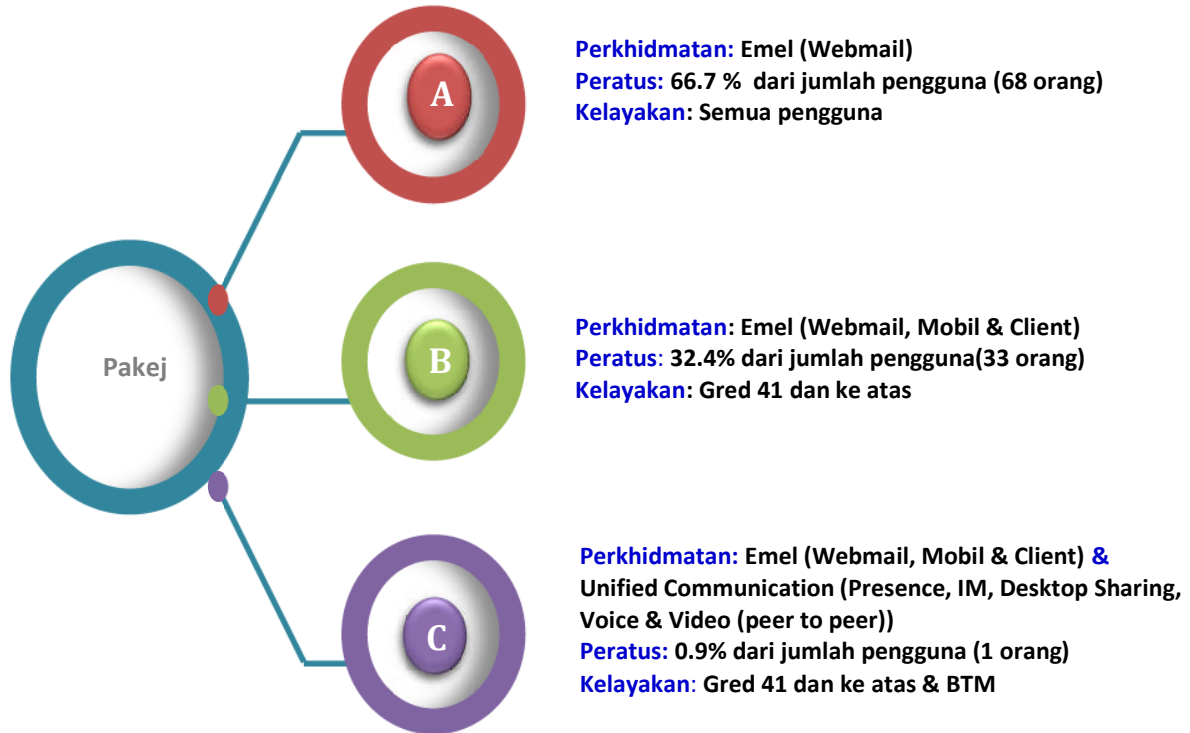 Pakej
A
Perkhidmatan: Emel (Webmail)
Peratus: 66.7 % dari jumlah pengguna (68 orang)
Kelayakan: Semua pengguna
B
Perkhidmatan: Emel (Webmail, Mobil & Client)
Peratus: 32.4% dari jumlah pengguna(33 orang)
Kelayakan: Gred 41 dan ke atas
C
Perkhidmatan: Emel (Webmail, Mobil & Client) &
Unified Communication (Presence, IM, Desktop Sharing,
Voice & Video (peer to peer))
Peratus: 0.9% dari jumlah pengguna (1 orang)
Kelayakan: Gred 41 dan ke atas & BTM